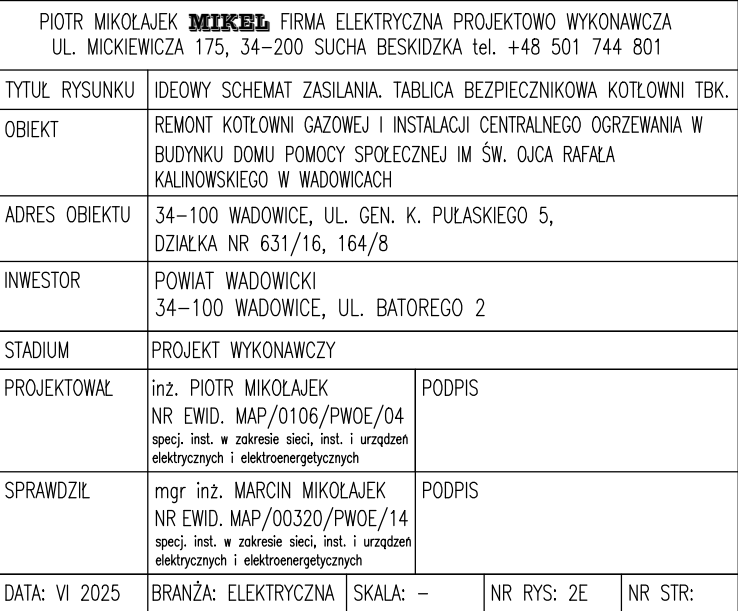 PIOTR MIKOŁAJEK MIKEL FIRMA ELEKTRYCZNA PROJEKTOWO WYKONAWCZA
UL. MICKIEWICZA 175, 34-200 SUCHA BESKIDZKA tel. +48 501 744 801
TYTUŁ RYSUNKU IDEOWY SCHEMAT ZASILANIA. TABLICA BEZPIECZNIKOWA KOTŁOWNI TBK.
OBIEKT REMONT KOTŁOWNI GAZOWEJ I INSTALACJI CENTRALNEGO OGRZEWANIA W
BUDYNKU DOMU POMOCY SPOŁECZNEJ IM ŚW. OJCA RAFAŁA
KALINOWSKIEGO W WADOWICACH
ADRES OBIEKTU 34-100 WADOWICE, UL. GEN. K. PUŁASKIEGO 5,
DZIAŁKA NR 631/16, 164/8
INWESTOR POWIAT WADOWICKI
34-100 WADOWICE, UL. BATOREGO 2
STADIUM PROJEKT WYKONAWCZY
PROJEKTOWAŁ inż. PIOTR MIKOŁAJEK PODPIS
NR EWID. MAP/0106/PWOE/04
specj. inst. w zakresie sieci, inst. i urządzeń
elektrycznych i elektroenergetycznych
SPRAWDZIŁ mgr inż. MARCIN MIKOŁAJEK PODPIS
NR EWID. MAP/00320/PWOE/14
specj. inst. w zakresie sieci, inst. i urządzeń
elektrycznych i elektroenergetycznych
DATA: VI 2025 BRANŻA: ELEKTRYCZNA SKALA: - NR RYS: 2E NR STR: